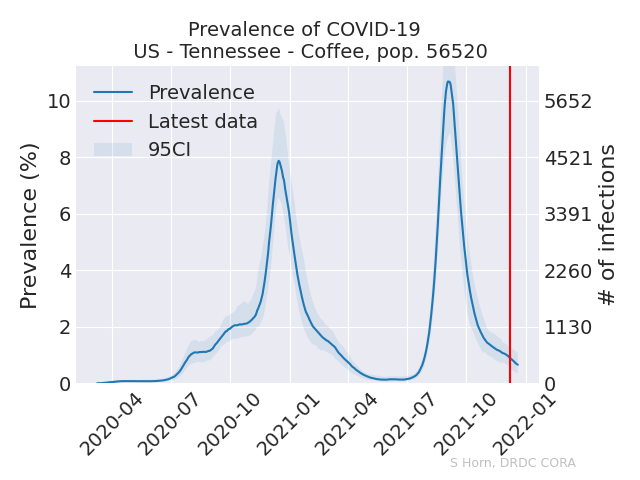 Prevalence of COVID-19
US - Tennessee - Coffee, pop. 56520
Prevalence
Latest data
95CI
Prevalence (%)
10
8
6
4
2
0
5652
4521
3391
2260
1130
0
# of infections
2020-04
2020-07
2020-10
2021-01
2021-04
2021-07
2021-10
2022-01
S Horn, DRDC CORA